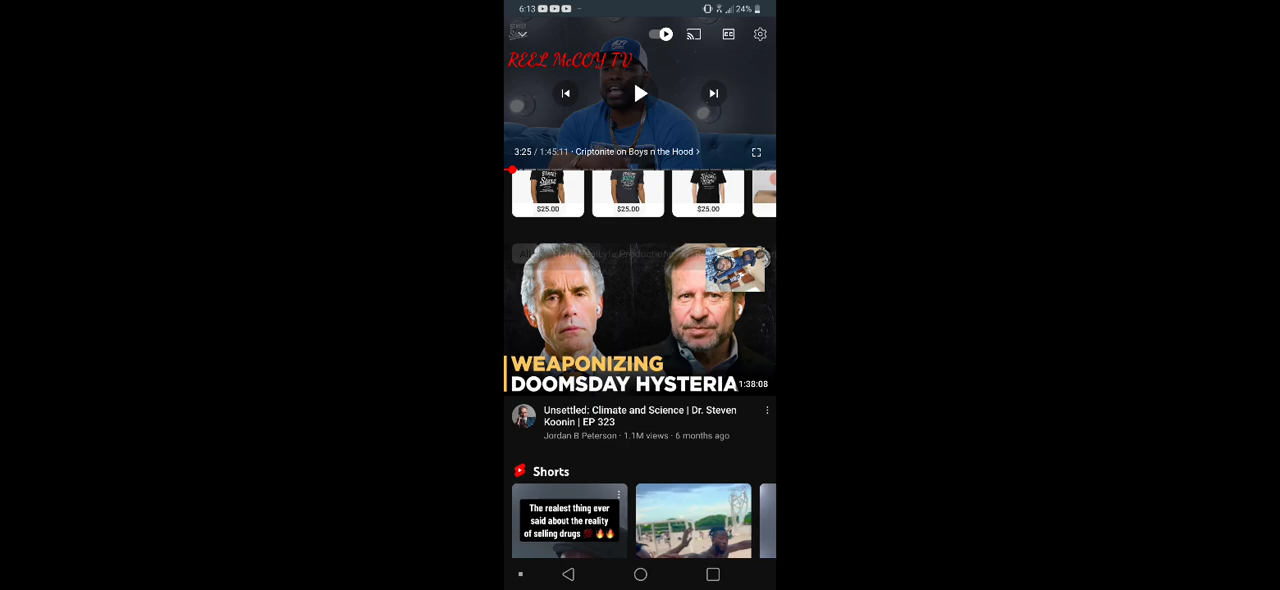 6:13
24%
REEL McCOY TV
CC
3:25 / 1:45:11 · Criptonite on Boys n the Hood >
$25.00
$25.00
$25.00
All
WEAPONIZING
DOOMSDAY HYSTERIA
1:38:08
Unsettled: Climate and Science | Dr. Steven
Koonin | EP 323
Jordan B Peterson · 1.1M views · 6 months ago
Shorts
The realest thing ever
said about the reality
of selling drugs 💯 🔥🔥